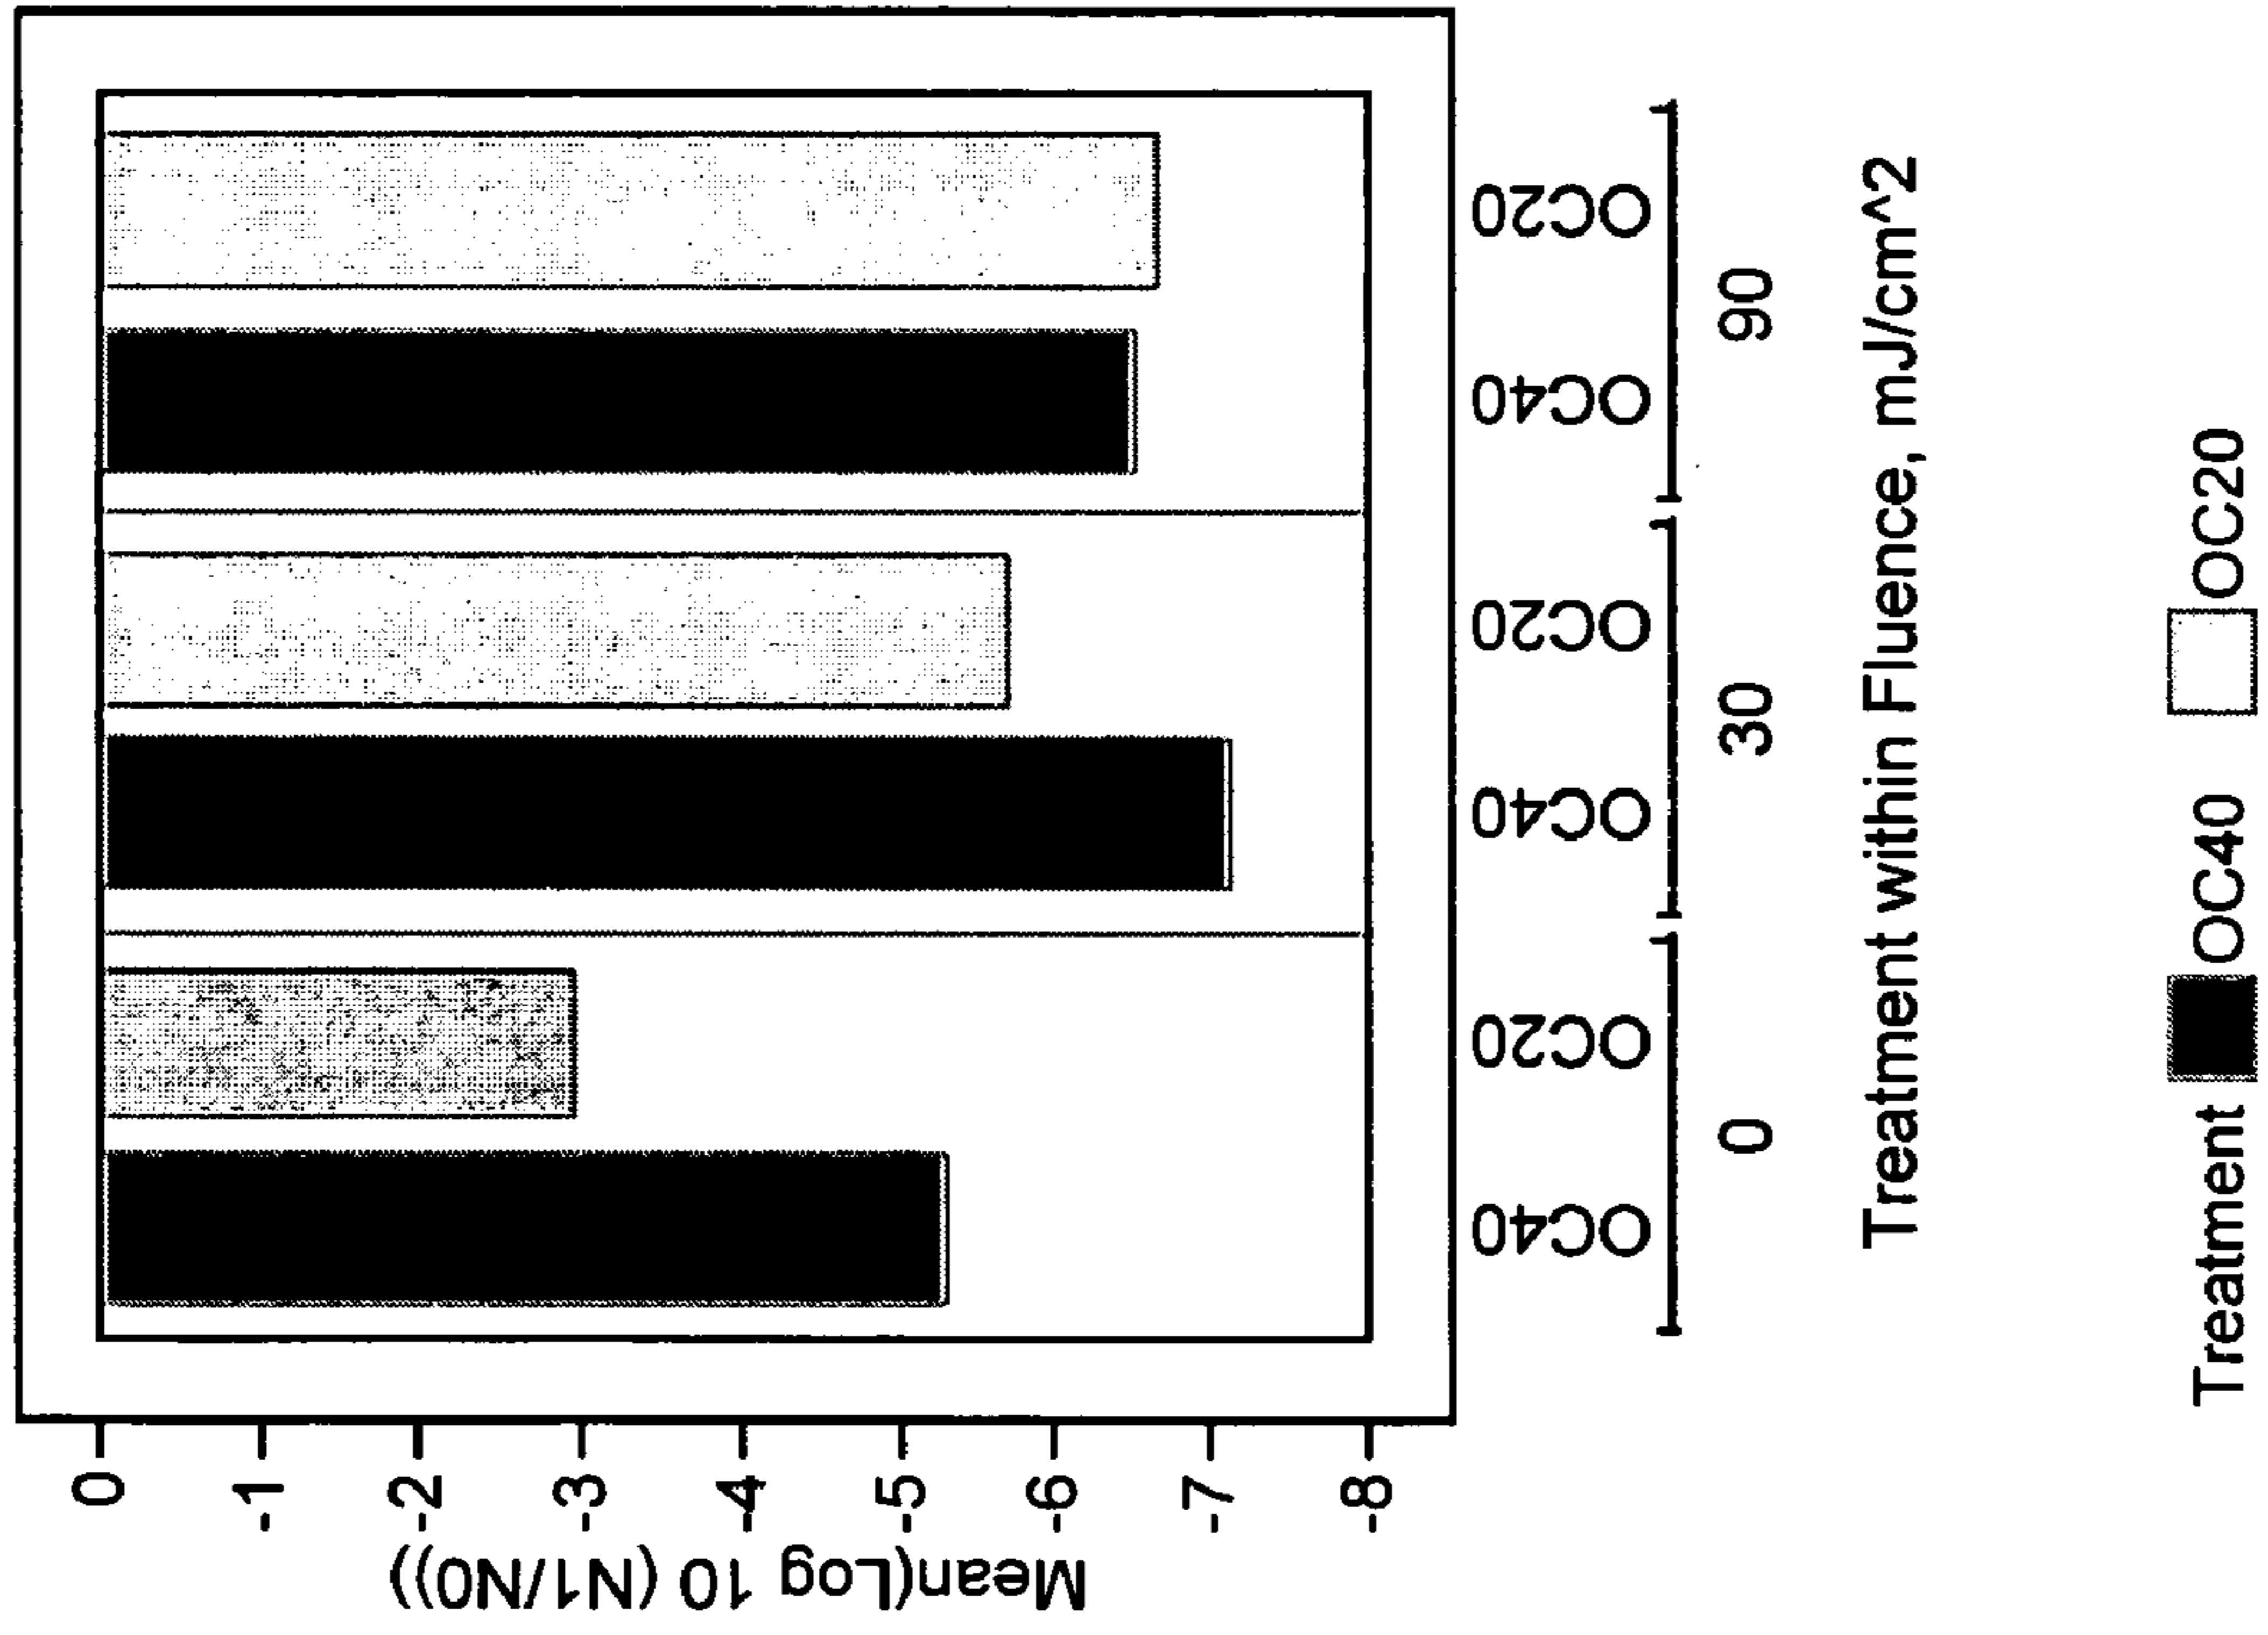 Mean(Log 10 (N1/N0))
0
-1
-2
-3
-4
-5
-6
-7
-8
OC40 OC20 OC40 OC20 OC40 OC20
0 30 90
Treatment within Fluence, mJ/cm^2
Treatment OC40 OC20